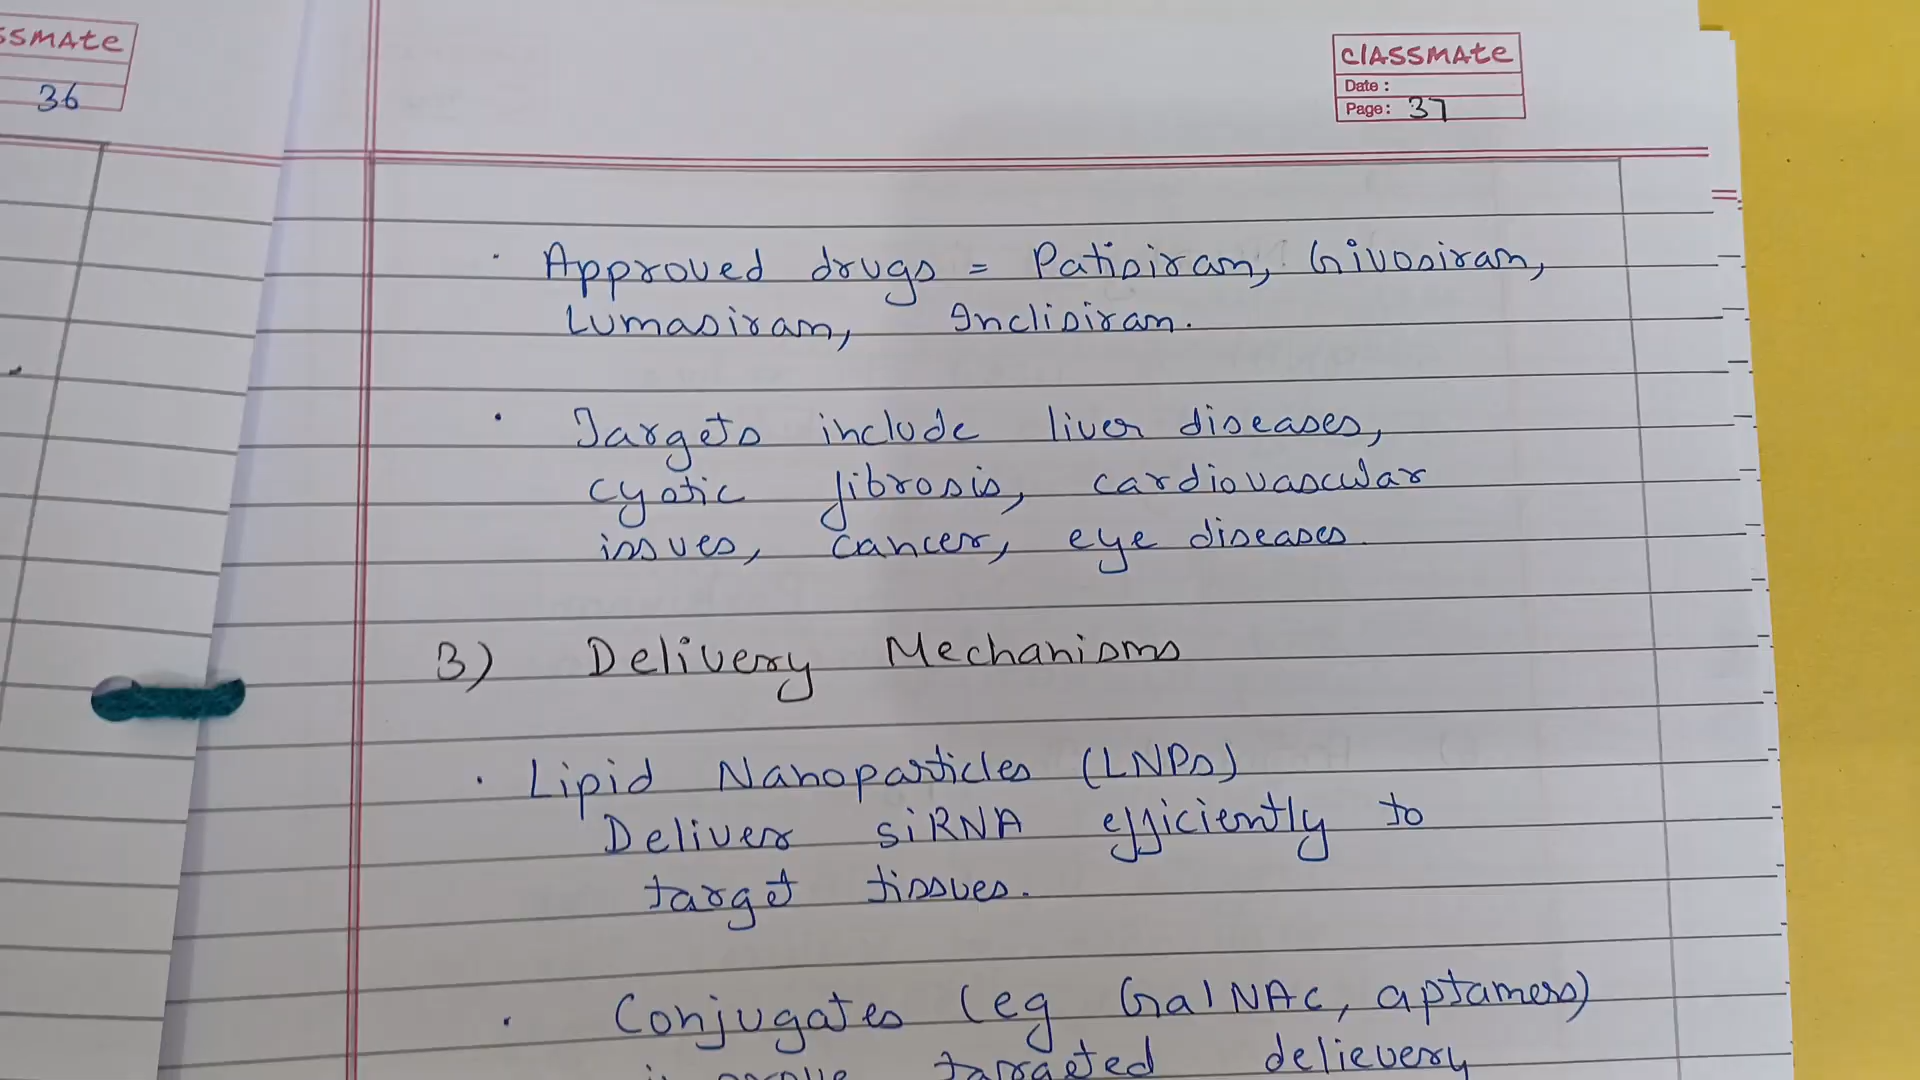 SSMAte
36
classmate
Date :
Page: 37
· Approved drugs = Patisiram, Givosiram,
Lumasiram, Inclisiram.
· Targets include liver diseases,
cystic fibrosis, cardiovascular
issues, cancer, eye diseases
3) Delivery Mechanisms
· Lipid Nanoparticles (LNPs)
Deliver siRNA efficiently to
target tissues.
· Conjugates (eg GalNAc, aptamers)
targeted delievery